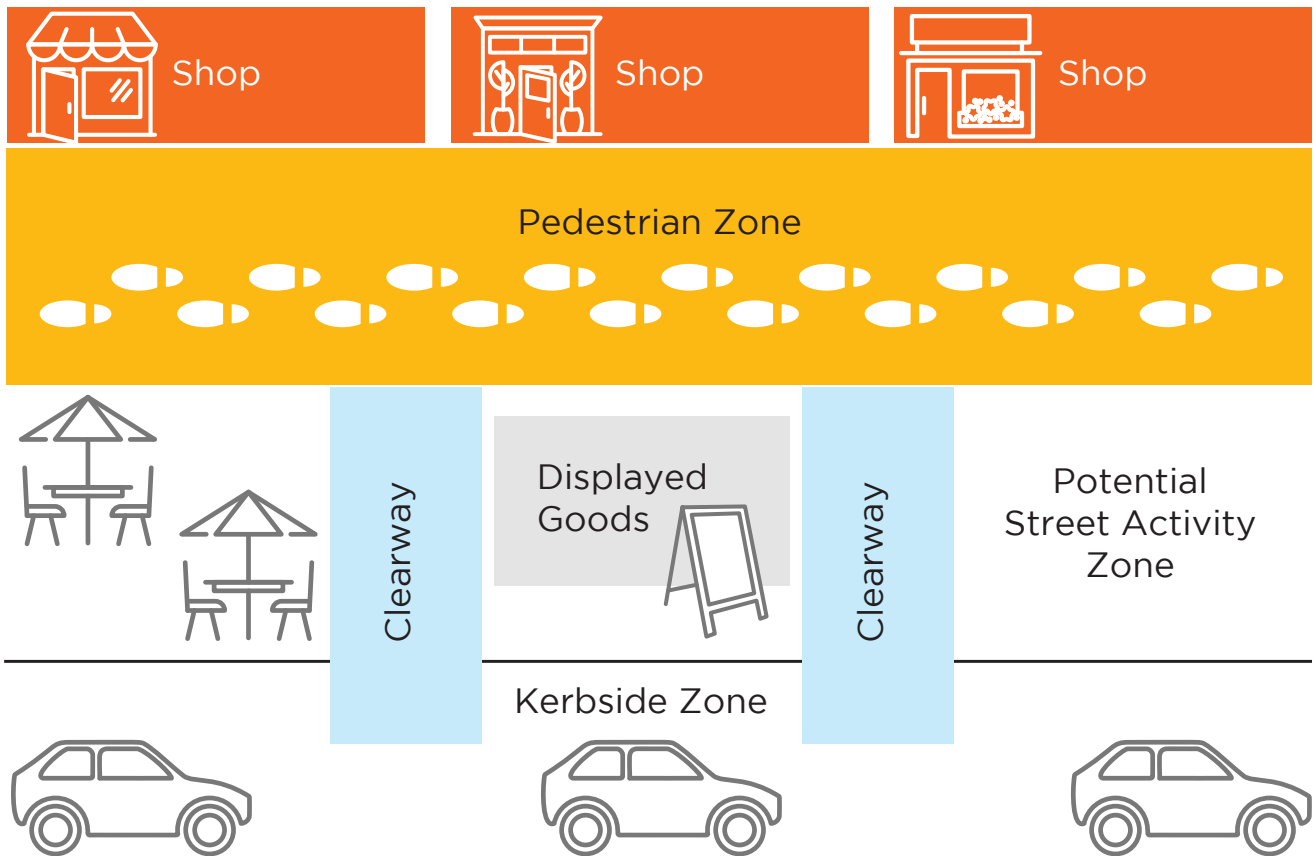 Shop
Shop
Shop
Pedestrian Zone
Clearway
Displayed
Goods
Clearway
Potential
Street Activity
Zone
Kerbside Zone